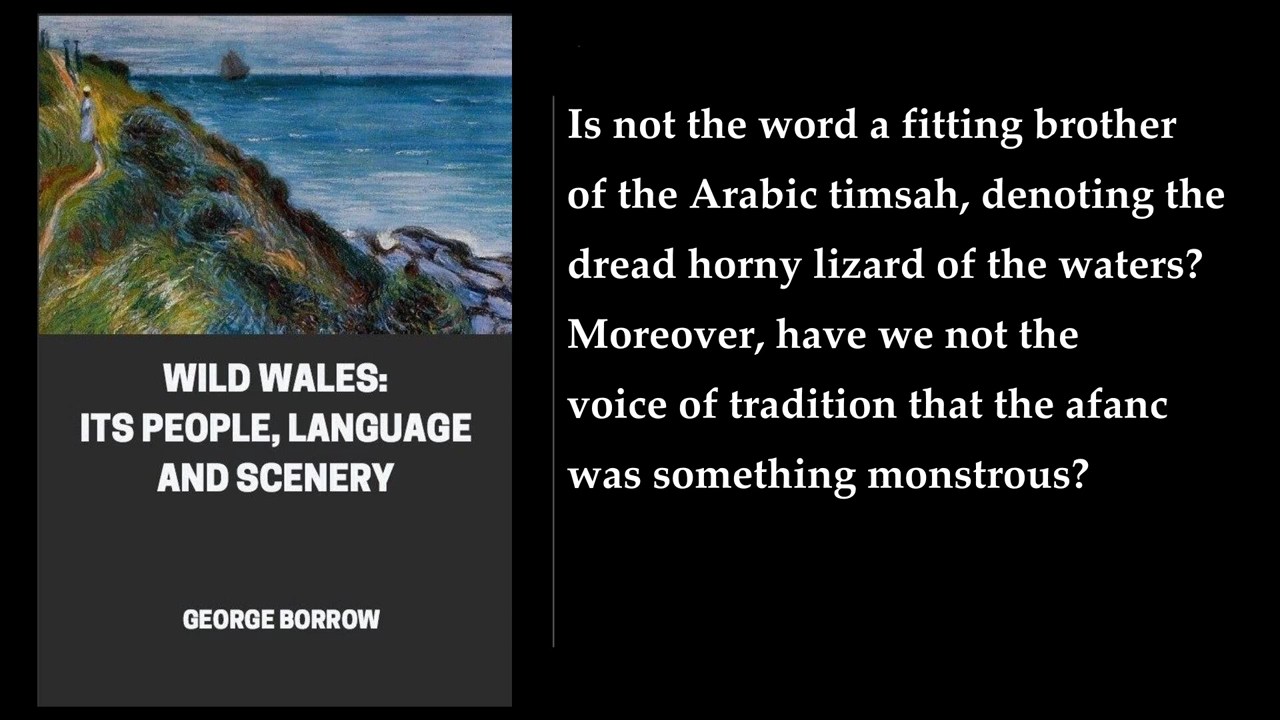 WILD WALES:
ITS PEOPLE, LANGUAGE
AND SCENERY
GEORGE BORROW
Is not the word a fitting brother
of the Arabic timsah, denoting the
dread horny lizard of the waters?
Moreover, have we not the
voice of tradition that the afanc
was something monstrous?